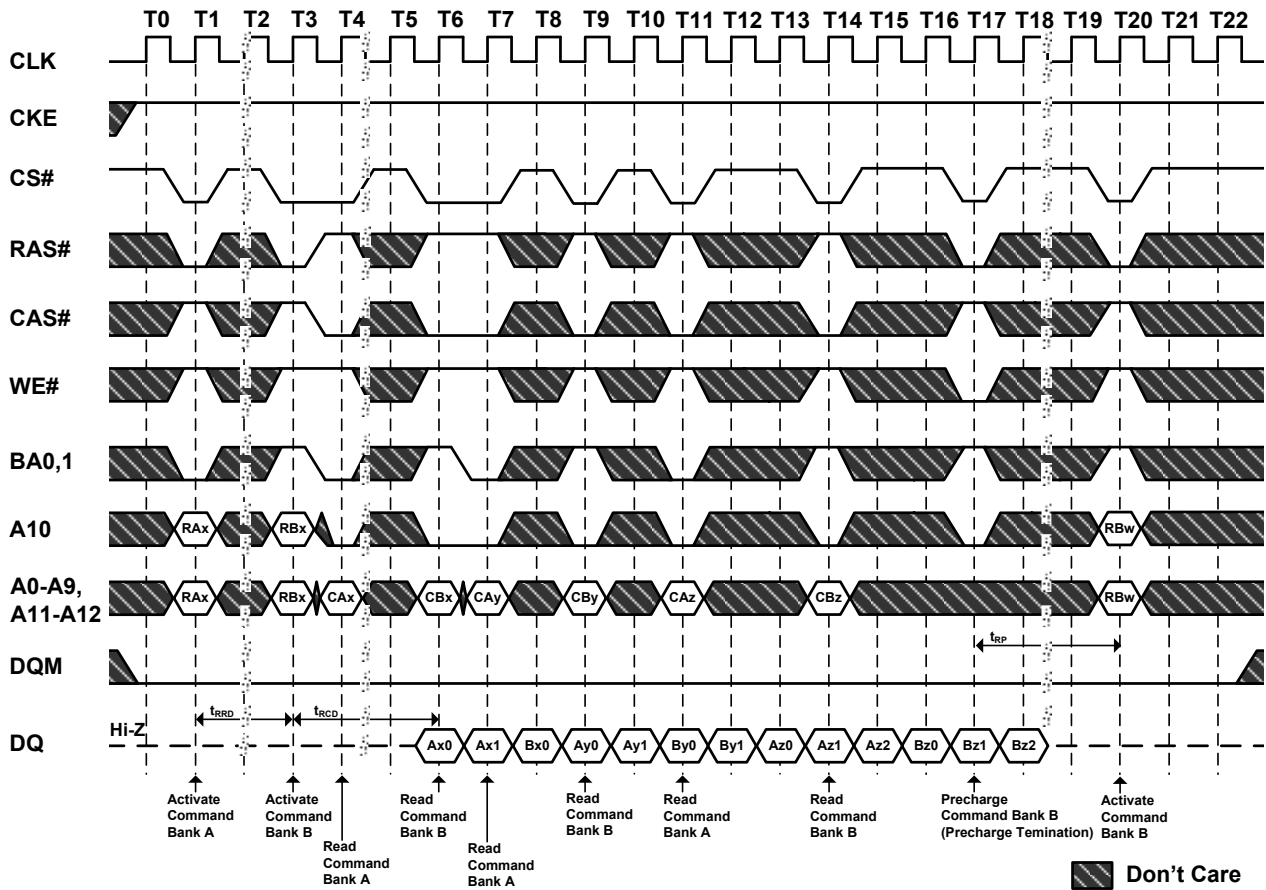 T0 T1 T2 T3 T4 T5 T6 T7 T8 T9 T10 T11 T12 T13 T14 T15 T16 T17 T18 T19 T20 T21 T22
CLK
CKE
CS#
RAS#
CAS#
WE#
BA0,1
A10
RAx RBx RBw
A0-A9,
A11-A12
RAx RBx CAx CBx CAy CBy CAz CBz RBw
tRP
DQM
tRRD tRCD
Hi-Z
DQ
Ax0 Ax1 Bx0 Ay0 Ay1 By0 By1 Az0 Az1 Az2 Bz0 Bz1 Bz2
Activate
Command
Bank A
Activate
Command
Bank B
Read
Command
Bank A
Read
Command
Bank B
Read
Command
Bank A
Read
Command
Bank B
Read
Command
Bank A
Read
Command
Bank B
Precharge
Command Bank B
(Precharge Temination)
Activate
Command
Bank B
Don't Care